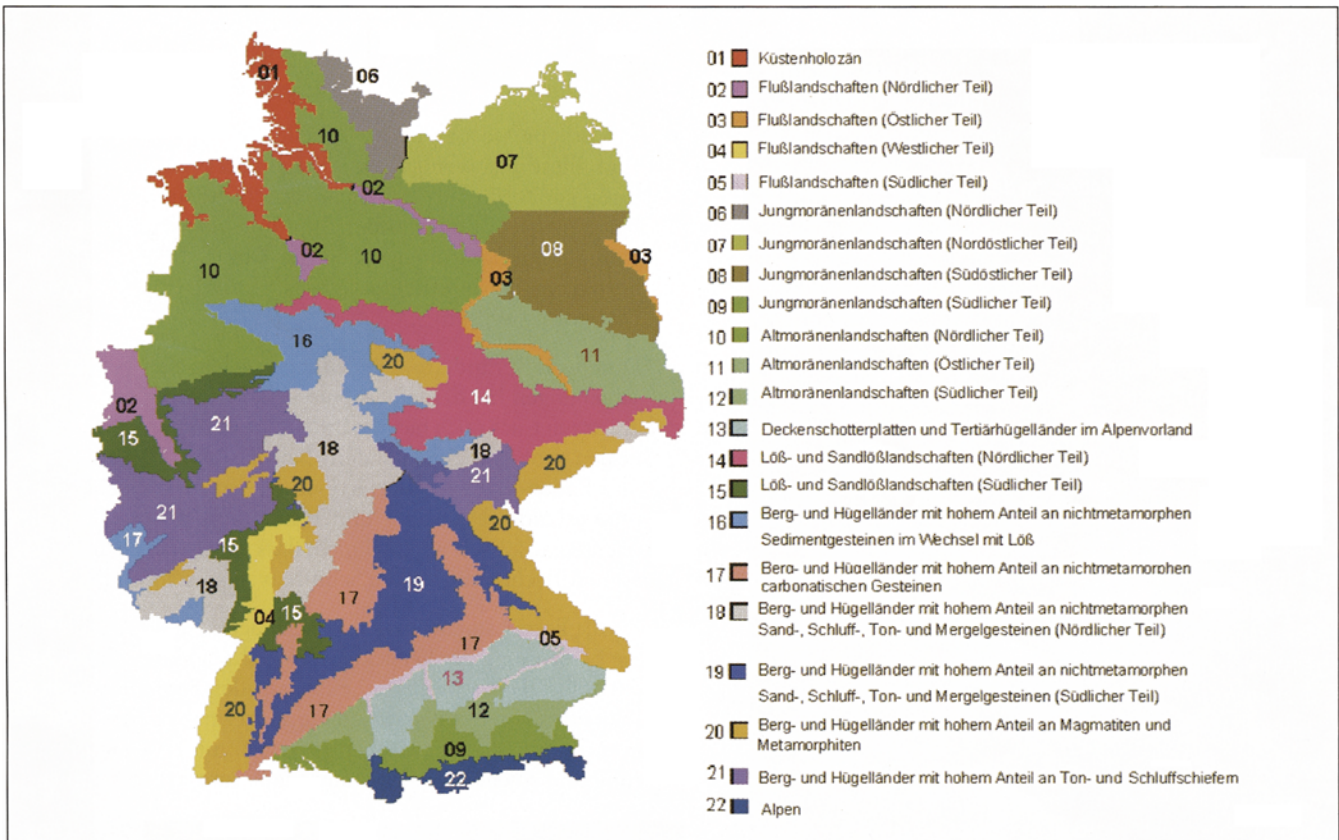 01
06
10
07
02
02
08
03
10
10
03
16
20
11
02
14
21
15
18
18
20
20
21
20
21
17
15
18
19
17
04
15
05
17
13
20
17
12
09
22
01 Küstenholozän
02 Flußlandschaften (Nördlicher Teil)
03 Flußlandschaften (Östlicher Teil)
04 Flußlandschaften (Westlicher Teil)
05 Flußlandschaften (Südlicher Teil)
06 Jungmoränenlandschaften (Nördlicher Teil)
07 Jungmoränenlandschaften (Nordöstlicher Teil)
08 Jungmoränenlandschaften (Südöstlicher Teil)
09 Jungmoränenlandschaften (Südlicher Teil)
10 Altmoränenlandschaften (Nördlicher Teil)
11 Altmoränenlandschaften (Östlicher Teil)
12 Altmoränenlandschaften (Südlicher Teil)
13 Deckenschotterplatten und Tertiärhügelländer im Alpenvorland
14 Löß- und Sandlößlandschaften (Nördlicher Teil)
15 Löß- und Sandlößlandschaften (Südlicher Teil)
16 Berg- und Hügelländer mit hohem Anteil an nichtmetamorphen
Sedimentgesteinen im Wechsel mit Löß
17 Berg- und Hügelländer mit hohem Anteil an nichtmetamorphen
carbonatischen Gesteinen
18 Berg- und Hügelländer mit hohem Anteil an nichtmetamorphen
Sand-, Schluff-, Ton- und Mergelgesteinen (Nördlicher Teil)
19 Berg- und Hügelländer mit hohem Anteil an nichtmetamorphen
Sand-, Schluff-, Ton- und Mergelgesteinen (Südlicher Teil)
20 Berg- und Hügelländer mit hohem Anteil an Magmatiten und
Metamorphiten
21 Berg- und Hügelländer mit hohem Anteil an Ton- und Schluffschiefern
22 Alpen